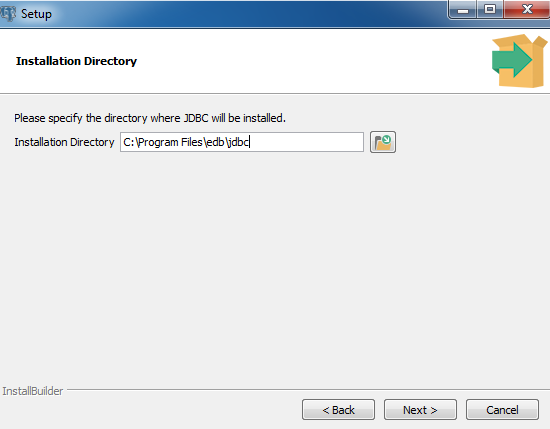 Setup
Installation Directory
Please specify the directory where JDBC will be installed.
Installation Directory C:\Program Files\edb\jdbc
InstallBuilder
< Back Next > Cancel